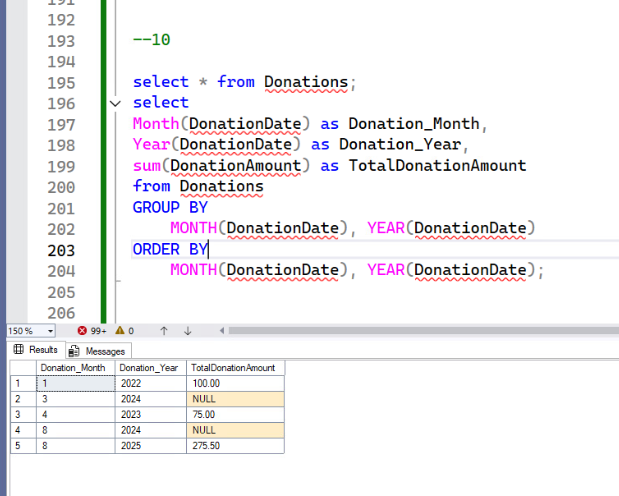 191
192
193 --10
194
195 select * from Donations;
196 select
197 Month(DonationDate) as Donation_Month,
198 Year(DonationDate) as Donation_Year,
199 sum(DonationAmount) as TotalDonationAmount
200 from Donations
201 GROUP BY
202 MONTH(DonationDate), YEAR(DonationDate)
203 ORDER BY
204 MONTH(DonationDate), YEAR(DonationDate);
205
206
150 % 99+ 0
Results Messages
Donation_Month Donation_Year TotalDonationAmount
1 1 2022 100.00
2 3 2024 NULL
3 4 2023 75.00
4 8 2024 NULL
5 8 2025 275.50